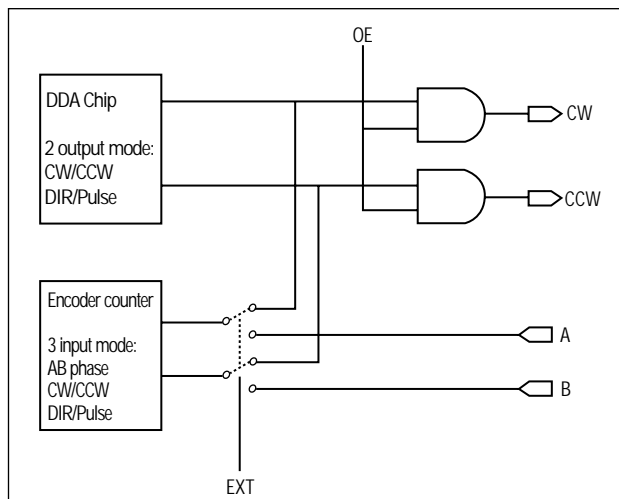 OE
DDA Chip
2 output mode:
CW/CCW
DIR/Pulse
CW
CCW
Encoder counter
3 input mode:
AB phase
CW/CCW
DIR/Pulse
A
B
EXT